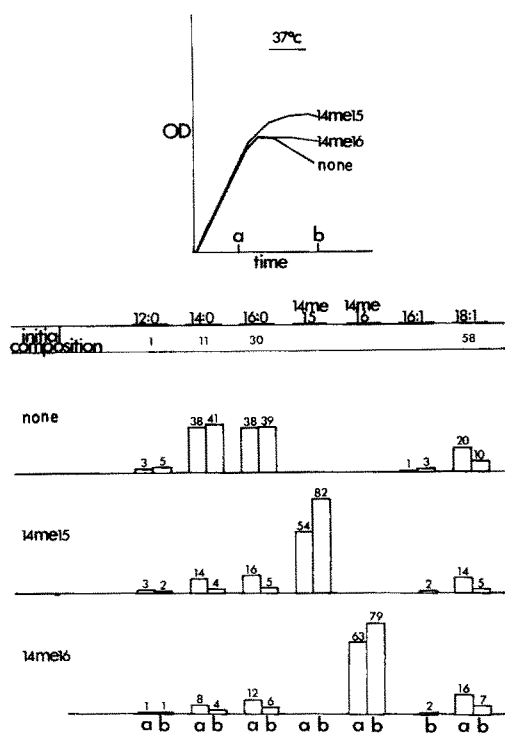 37°C
OD
14me15
14me16
none
a b
time
12:0 14:0 16:0 14me 15 14me 16 16:1 18:1
initial composition 1 11 30 58
none 3 5 38 41 38 39 1 3 20 10
14me15 3 2 14 4 16 5 54 82 2 14 5
14me16 1 1 8 4 12 6 63 79 2 16 7
a b a b a b a b a b b a b